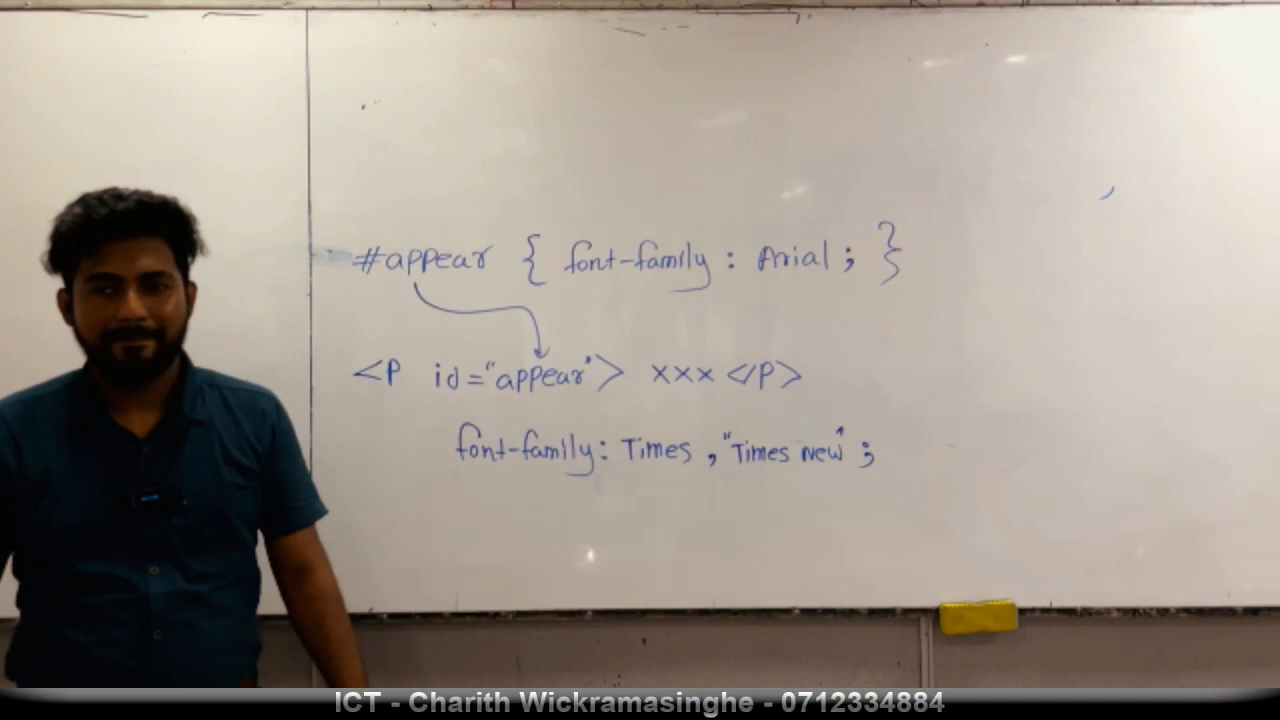 #appear { font-family : Arial ; }
<P id="appear"> xxx </P>
font-family: Times , "Times New" ;
ICT - Charith Wickramasinghe - 0712334884